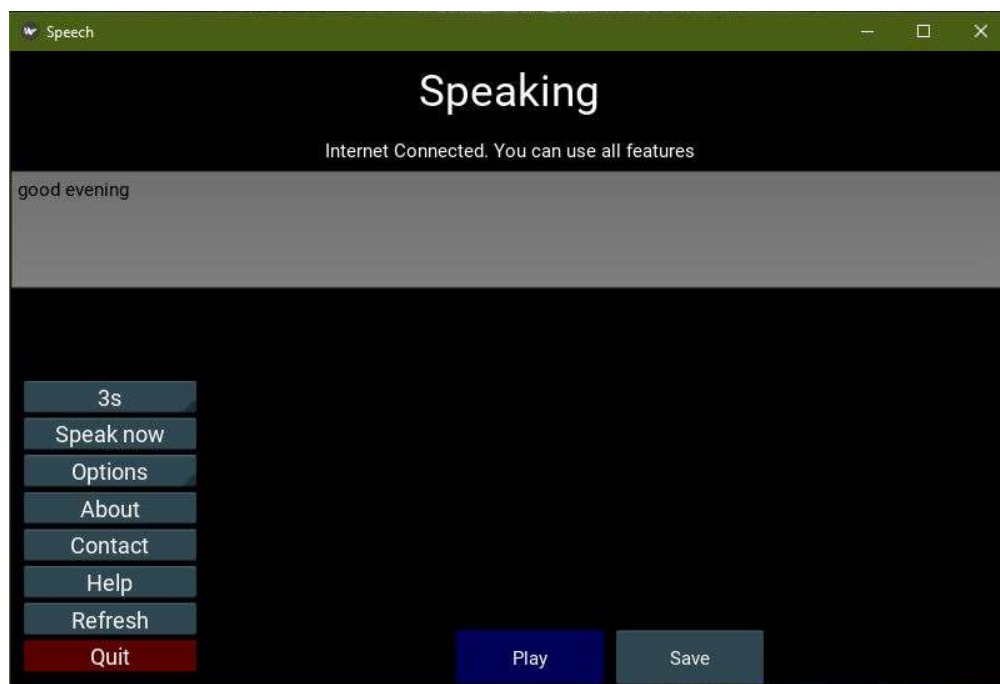 Speech
Speaking
Internet Connected. You can use all features
good evening
3s
Speak now
Options
About
Contact
Help
Refresh
Quit
Play
Save